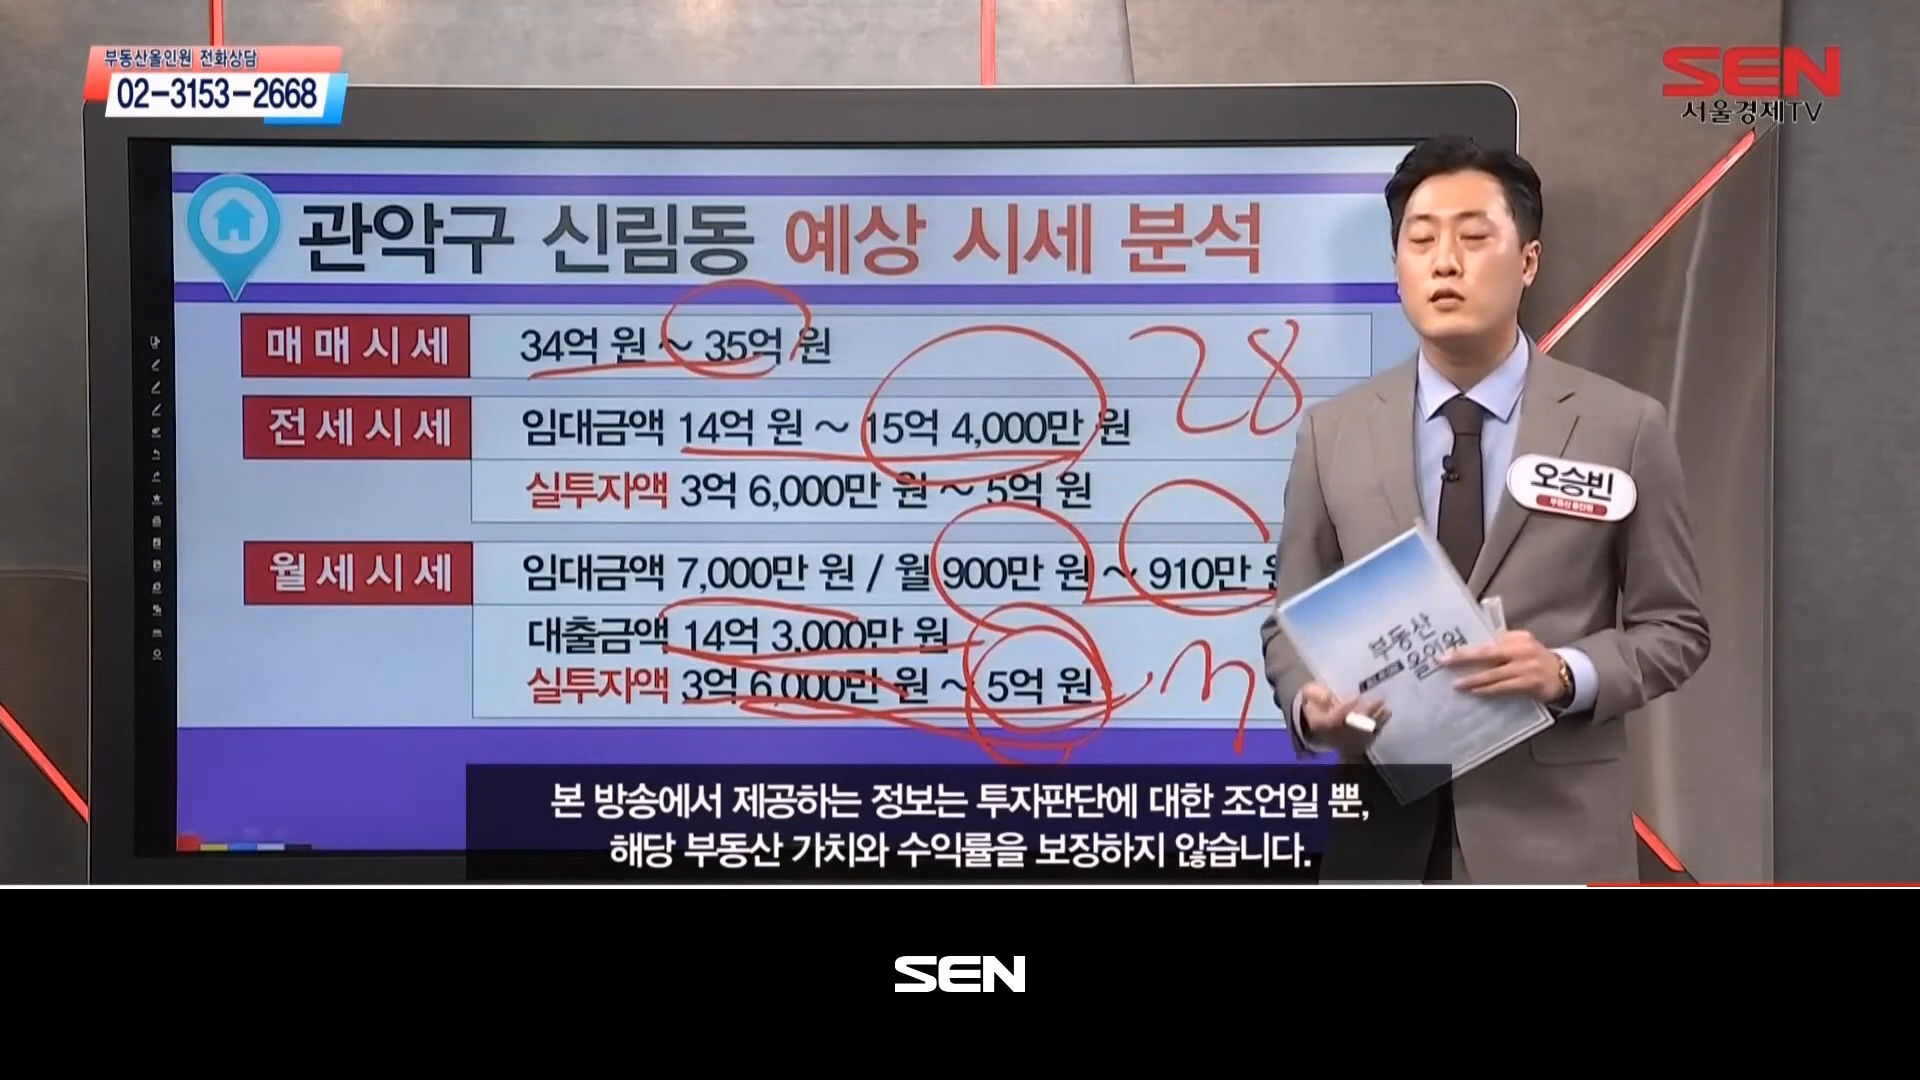 부동산올인원 전화상담
02-3153-2668
SEN
서울경제TV
관악구 신림동 예상 시세 분석
매매시세
34억 원 ~ 35억 원
28
전세시세
임대금액 14억 원 ~ 15억 4,000만 원
실투자액 3억 6,000만 원 ~ 5억 원
월세시세
임대금액 7,000만 원 / 월 900만 원 ~ 910만
대출금액 14억 3,000만 원
실투자액 3억 6,000만 원 ~ 5억 원
오승빈
부동산
올인원
본 방송에서 제공하는 정보는 투자판단에 대한 조언일 뿐,
해당 부동산 가치와 수익률을 보장하지 않습니다.
SEN